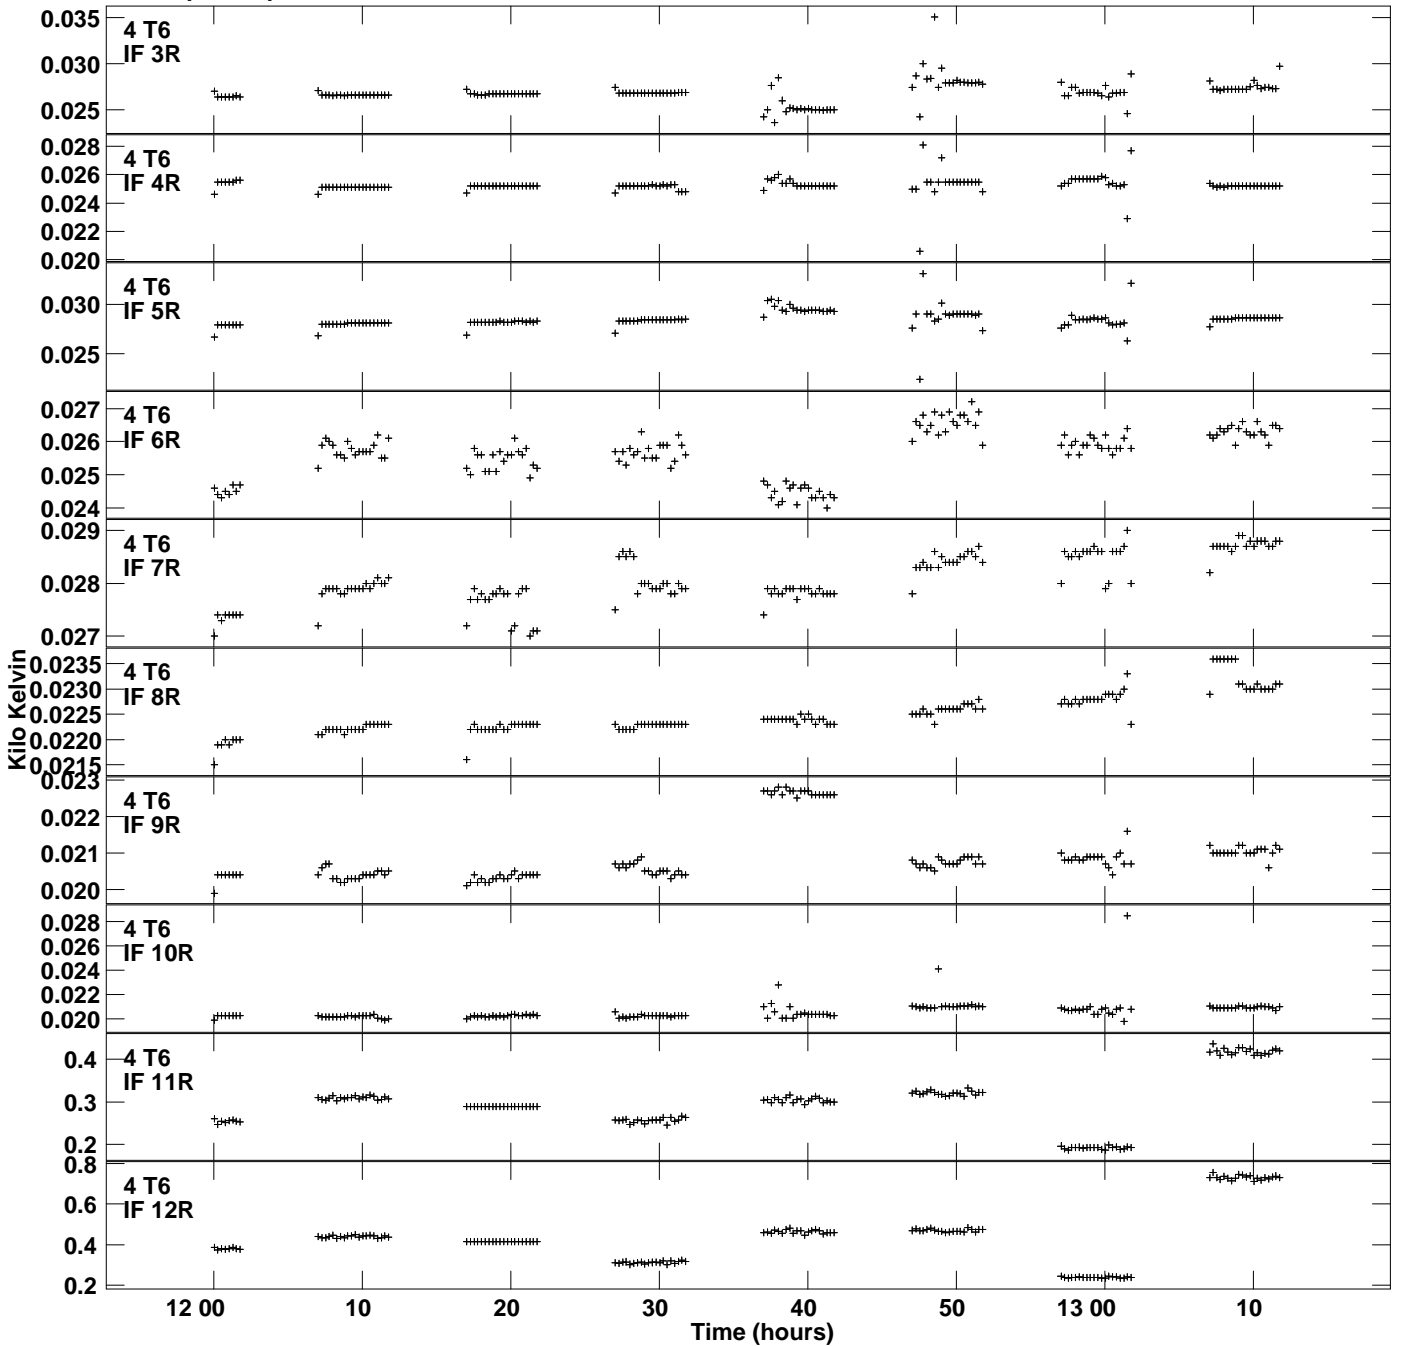 0.035
0.030
0.025
4 T6
IF 3R
0.028
0.026
0.024
0.022
0.020
4 T6
IF 4R
0.030
0.025
4 T6
IF 5R
0.027
0.026
0.025
0.024
4 T6
IF 6R
0.029
0.028
0.027
4 T6
IF 7R
0.0235
0.0230
0.0225
0.0220
0.0215
4 T6
IF 8R
Kilo Kelvin
0.023
0.022
0.021
0.020
4 T6
IF 9R
0.028
0.026
0.024
0.022
0.020
4 T6
IF 10R
0.4
0.3
0.2
4 T6
IF 11R
0.8
0.6
0.4
0.2
4 T6
IF 12R
12 00 10 20 30 40 50 13 00 10
Time (hours)